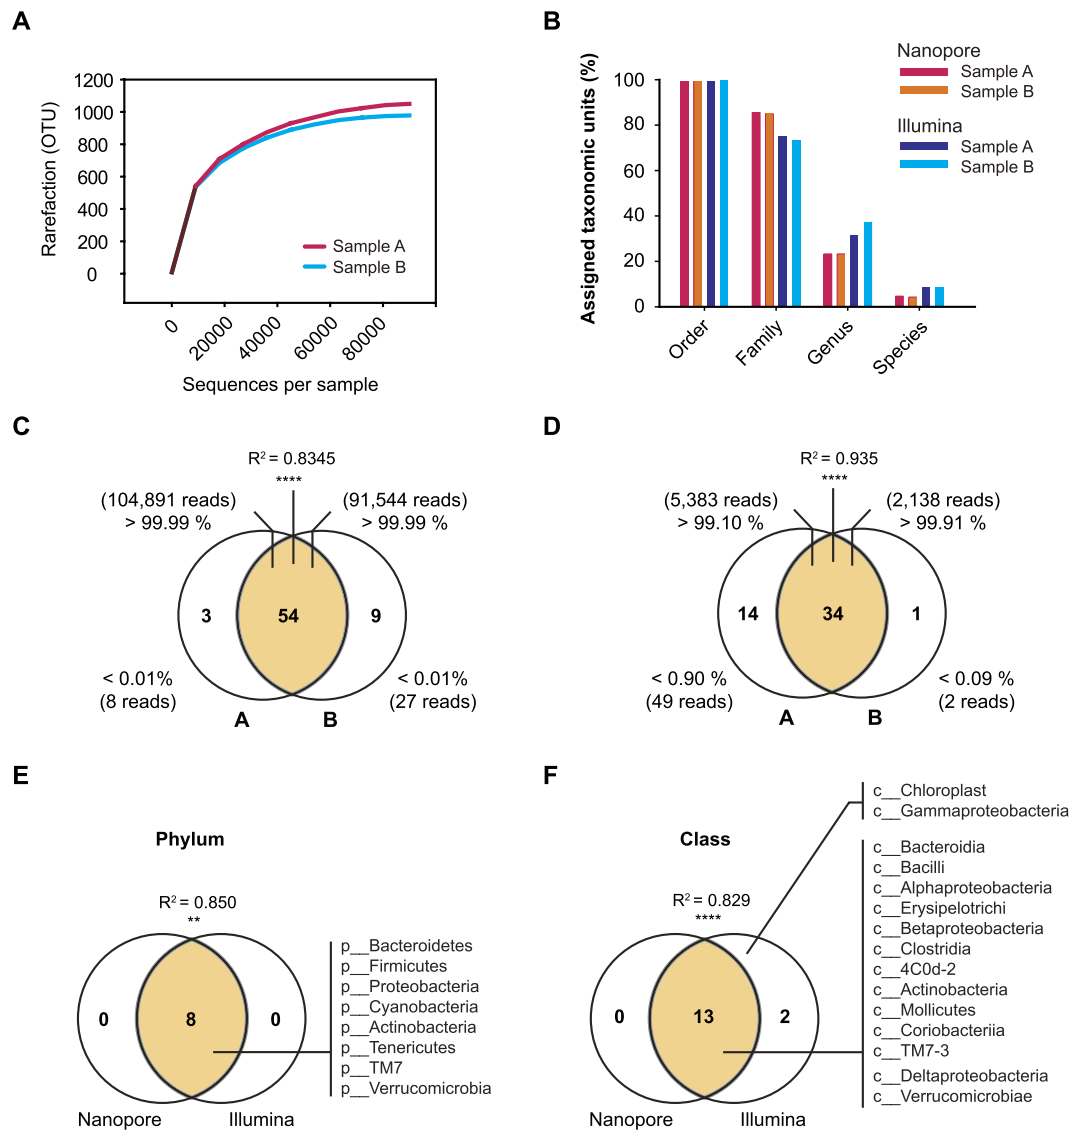 A
Rarefaction (OTU)
1200
1000
800
600
400
200
0
Sample A
Sample B
0
20000
40000
60000
80000
Sequences per sample
B
Assigned taxonomic units (%)
100
80
60
40
20
0
Order
Family
Genus
Species
Nanopore
Sample A
Sample B
Illumina
Sample A
Sample B
C
R² = 0.8345
****
(104,891 reads)
> 99.99 %
(91,544 reads)
> 99.99 %
3
54
9
< 0.01%
(8 reads)
< 0.01%
(27 reads)
A
B
D
R² = 0.935
****
(5,383 reads)
> 99.10 %
(2,138 reads)
> 99.91 %
14
34
1
< 0.90 %
(49 reads)
< 0.09 %
(2 reads)
A
B
E
Phylum
R² = 0.850
**
0
8
0
p__Bacteroidetes
p__Firmicutes
p__Proteobacteria
p__Cyanobacteria
p__Actinobacteria
p__Tenericutes
p__TM7
p__Verrucomicrobia
Nanopore
Illumina
F
Class
R² = 0.829
****
0
13
2
c__Chloroplast
c__Gammaproteobacteria
c__Bacteroidia
c__Bacilli
c__Alphaproteobacteria
c__Erysipelotrichi
c__Betaproteobacteria
c__Clostridia
c__4C0d-2
c__Actinobacteria
c__Mollicutes
c__Coriobacteriia
c__TM7-3
c__Deltaproteobacteria
c__Verrucomicrobiae
Nanopore
Illumina